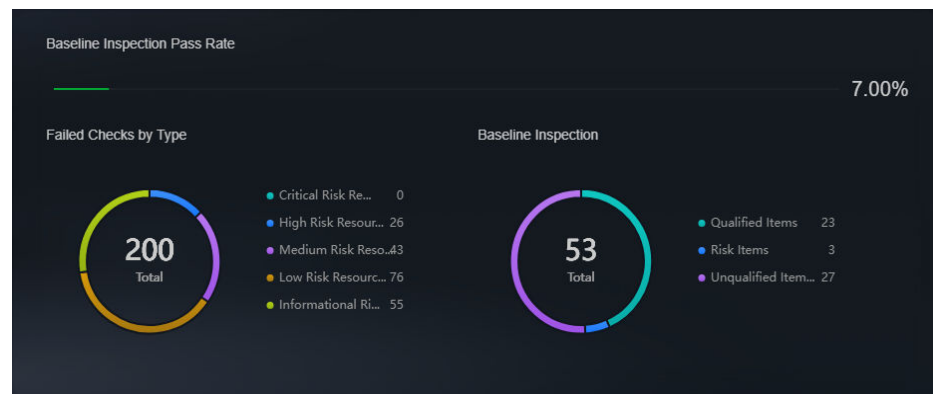 Baseline Inspection Pass Rate
7.00%
Failed Checks by Type
200
Total
Critical Risk Re... 0
High Risk Resour... 26
Medium Risk Reso..43
Low Risk Resourc... 76
Informational Ri... 55
Baseline Inspection
53
Total
Qualified Items 23
Risk Items 3
Unqualified Item... 27